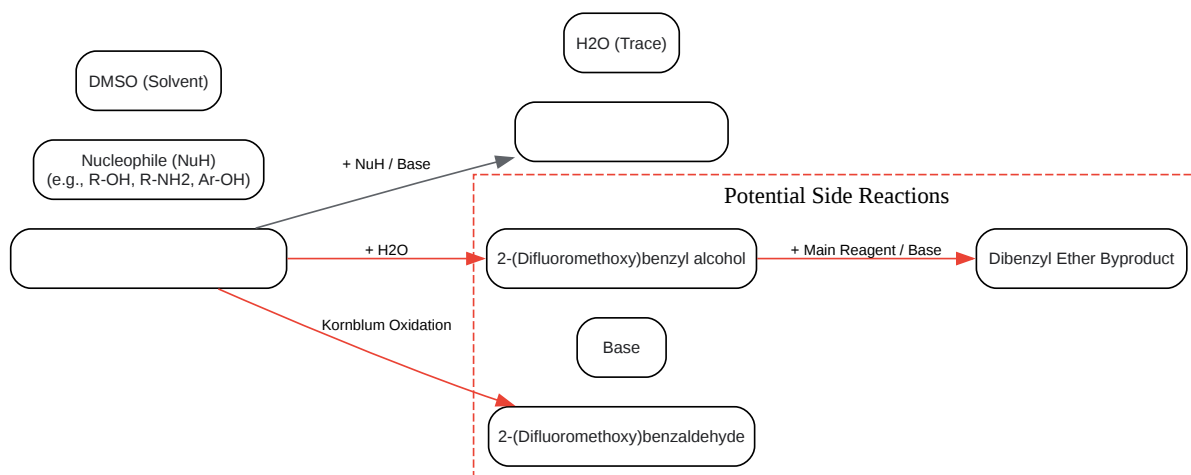 H2O (Trace)
DMSO (Solvent)
Nucleophile (NuH)
(e.g., R-OH, R-NH2, Ar-OH)
+ NuH / Base
Potential Side Reactions
+ H2O
2-(Difluoromethoxy)benzyl alcohol
+ Main Reagent / Base
Dibenzyl Ether Byproduct
Kornblum Oxidation
Base
2-(Difluoromethoxy)benzaldehyde